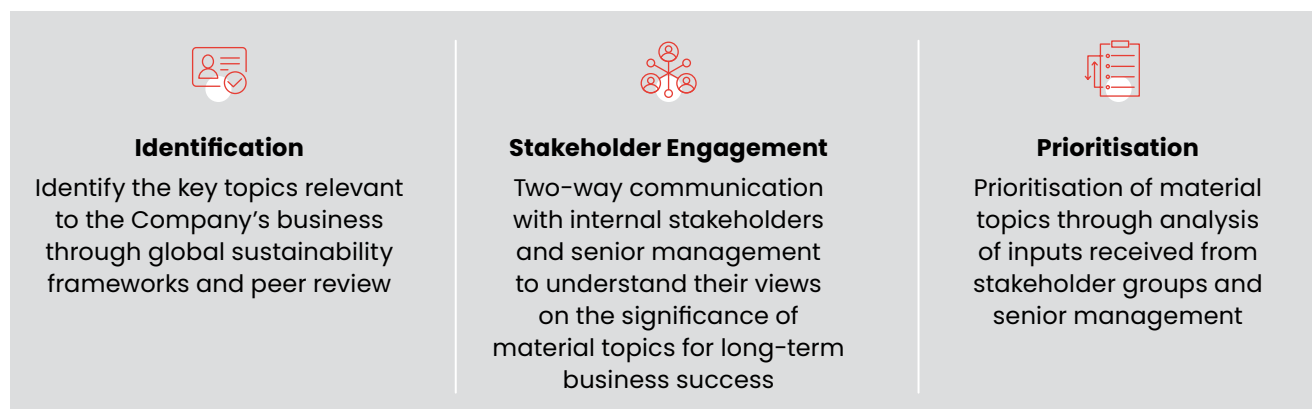 Identification
Identify the key topics relevant
to the Company’s business
through global sustainability
frameworks and peer review
Stakeholder Engagement
Two-way communication
with internal stakeholders
and senior management
to understand their views
on the significance of
material topics for long-term
business success
Prioritisation
Prioritisation of material
topics through analysis
of inputs received from
stakeholder groups and
senior management